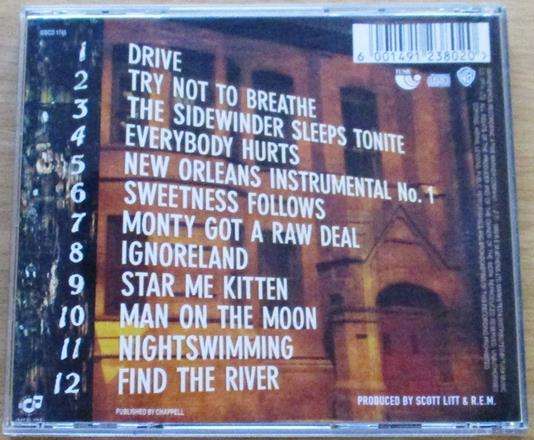 6 001491 238020
1 DRIVE
2 TRY NOT TO BREATHE
3 THE SIDEWINDER SLEEPS TONITE
4 EVERYBODY HURTS
5 NEW ORLEANS INSTRUMENTAL No. 1
6 SWEETNESS FOLLOWS
7 MONTY GOT A RAW DEAL
8 IGNORELAND
9 STAR ME KITTEN
10 MAN ON THE MOON
11 NIGHTSWIMMING
12 FIND THE RIVER
PUBLISHED BY CHAPPELL
PRODUCED BY SCOTT LITT & R.E.M.